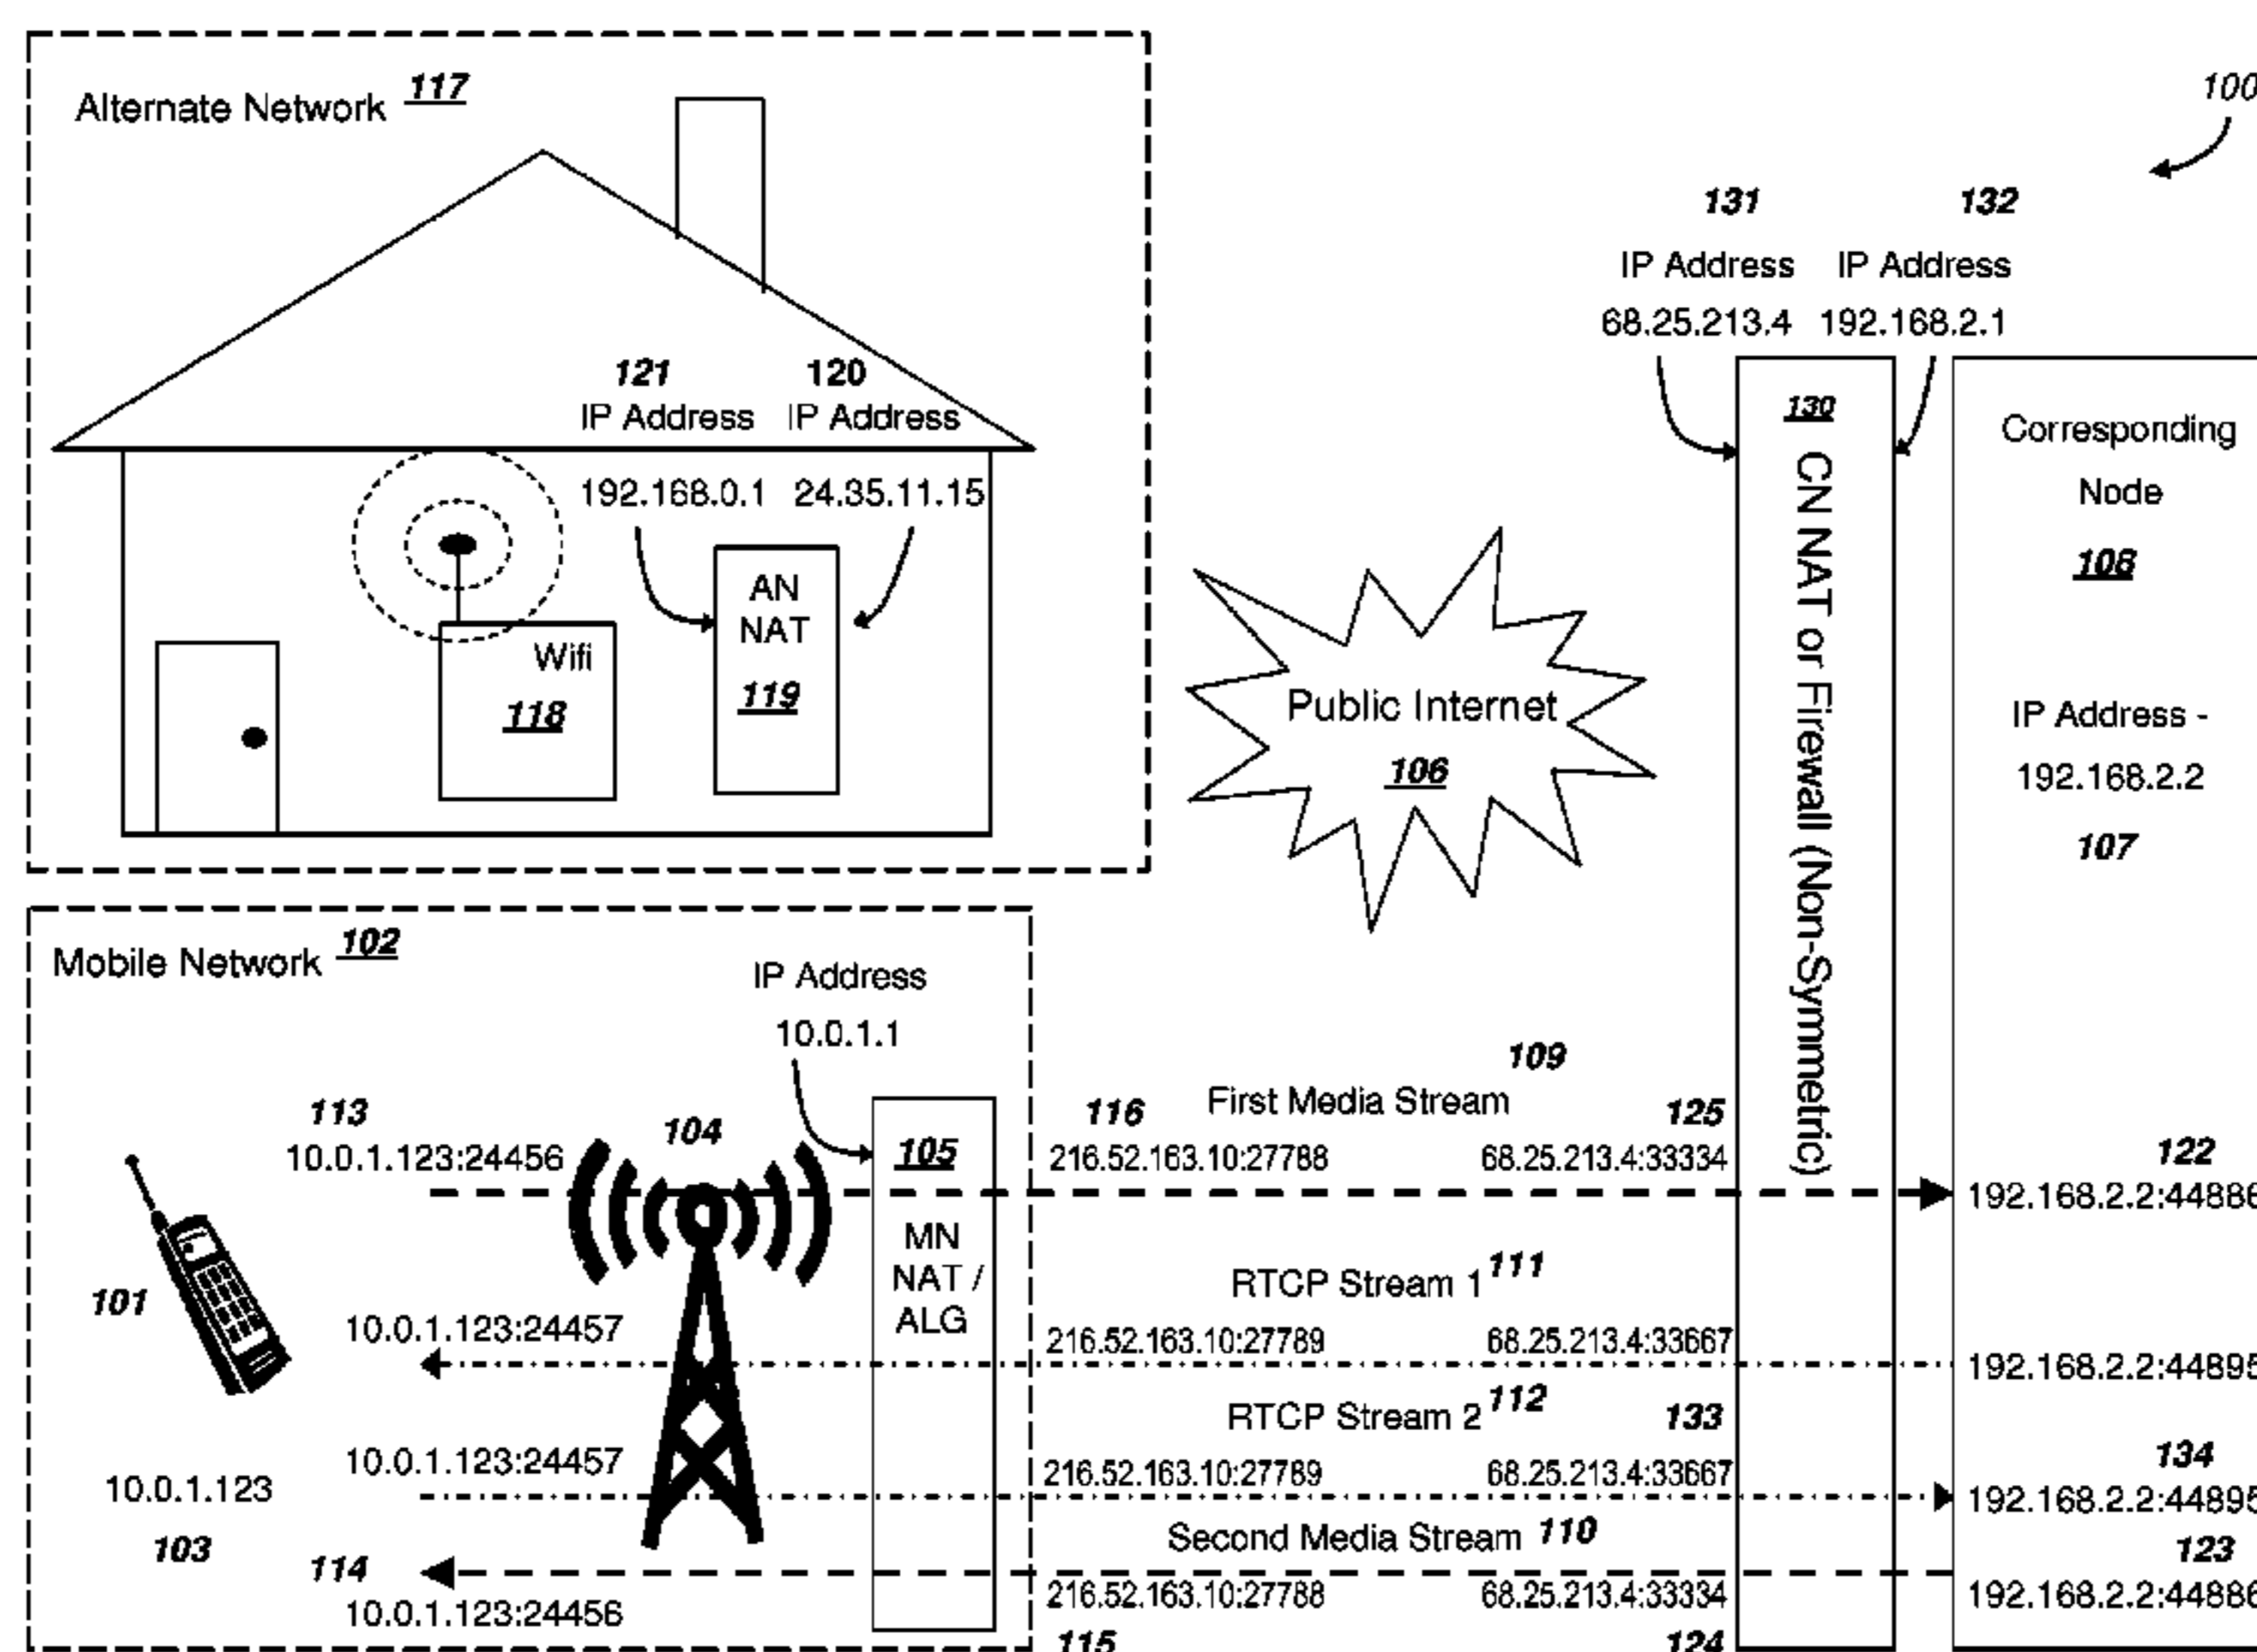 Alternate Network 117
100
131 132
IP Address IP Address
68.25.213.4 192.168.2.1
121 120
IP Address IP Address
192.168.0.1 24.35.11.15
AN
NAT
119
Wifi
118
Public Internet
106
130 CN NAT or Firewall (Non-Symmetric)
Corresponding
Node
108
IP Address -
192.168.2.2
107
Mobile Network 102
IP Address
10.0.1.1
113
10.0.1.123:24456
104
105
MN
NAT /
ALG
101
109
First Media Stream
116 125
216.52.163.10:27788 68.25.213.4:33334
122
192.168.2.2:44886
RTCP Stream 1 111
10.0.1.123:24457
216.52.163.10:27789 68.25.213.4:33667
192.168.2.2:44895
RTCP Stream 2 112 133
10.0.1.123:24457
216.52.163.10:27789 68.25.213.4:33667
134
192.168.2.2:44895
10.0.1.123
103
Second Media Stream 110
123
114
10.0.1.123:24456
216.52.163.10:27788 68.25.213.4:33334
192.168.2.2:44886
115 124